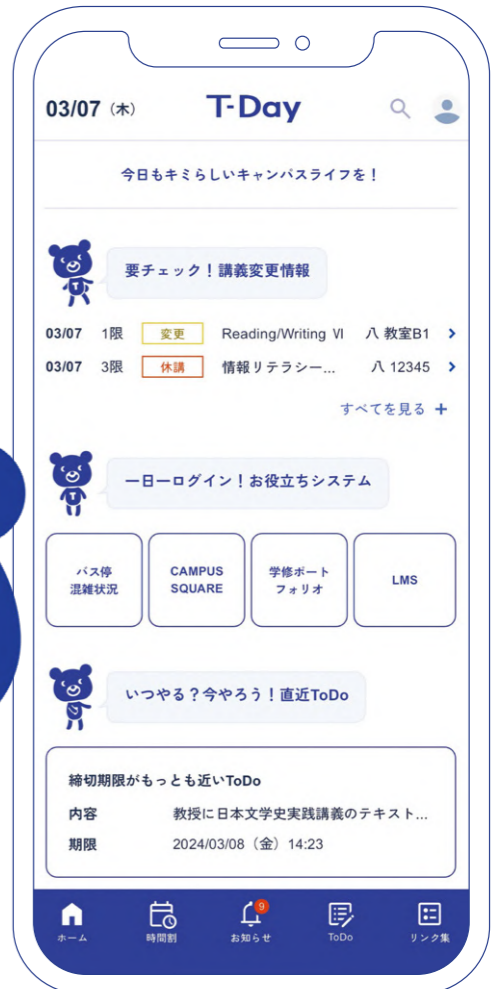 03/07（木） T-Day
今日もキミらしいキャンパスライフを！
要チェック！講義変更情報
03/07 1限 変更 Reading/Writing Ⅵ 八 教室B1
03/07 3限 休講 情報リテラシー... 八 12345
すべてを見る +
一日一ログイン！お役立ちシステム
バス停
混雑状況
CAMPUS
SQUARE
学修ポート
フォリオ
LMS
いつやる？今やろう！直近ToDo
締切期限がもっとも近いToDo
内容 教授に日本文学史実践講義のテキスト...
期限 2024/03/08（金）14:23
9
ホーム 時間割 お知らせ ToDo リンク集